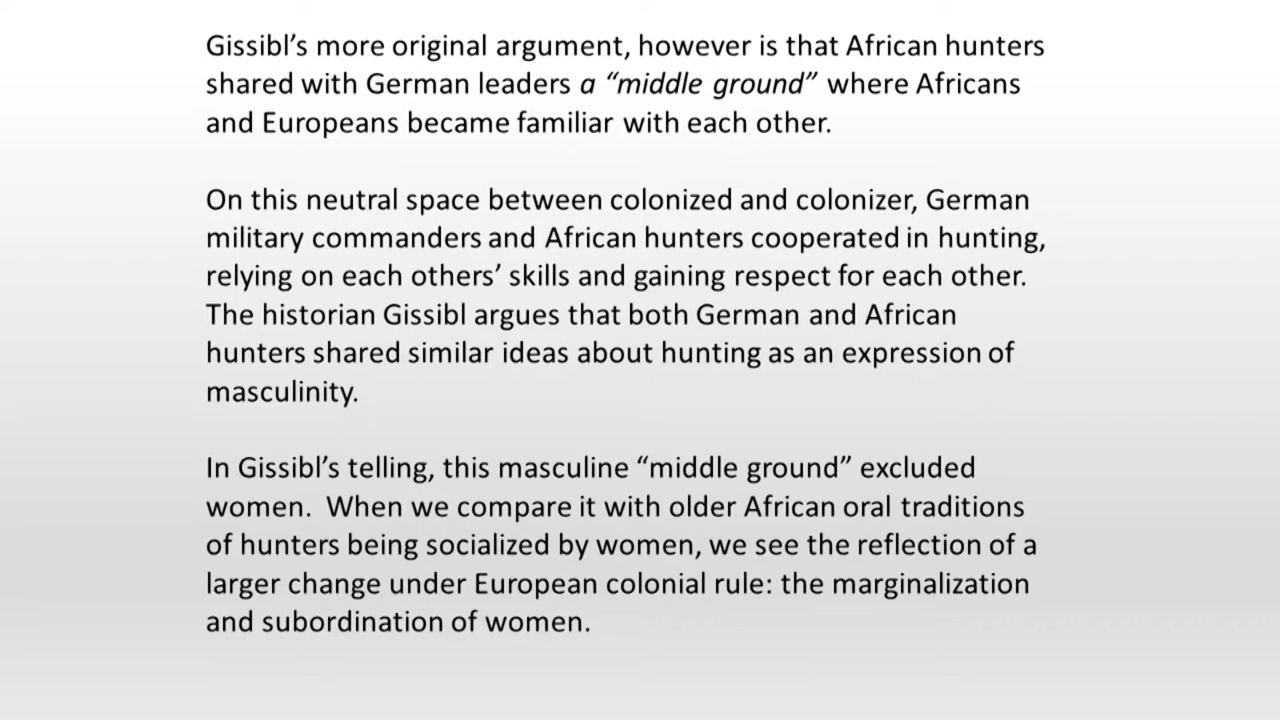 Gissibl’s more original argument, however is that African hunters
shared with German leaders a “middle ground” where Africans
and Europeans became familiar with each other.
On this neutral space between colonized and colonizer, German
military commanders and African hunters cooperated in hunting,
relying on each others’ skills and gaining respect for each other.
The historian Gissibl argues that both German and African
hunters shared similar ideas about hunting as an expression of
masculinity.
In Gissibl’s telling, this masculine “middle ground” excluded
women.  When we compare it with older African oral traditions
of hunters being socialized by women, we see the reflection of a
larger change under European colonial rule: the marginalization
and subordination of women.